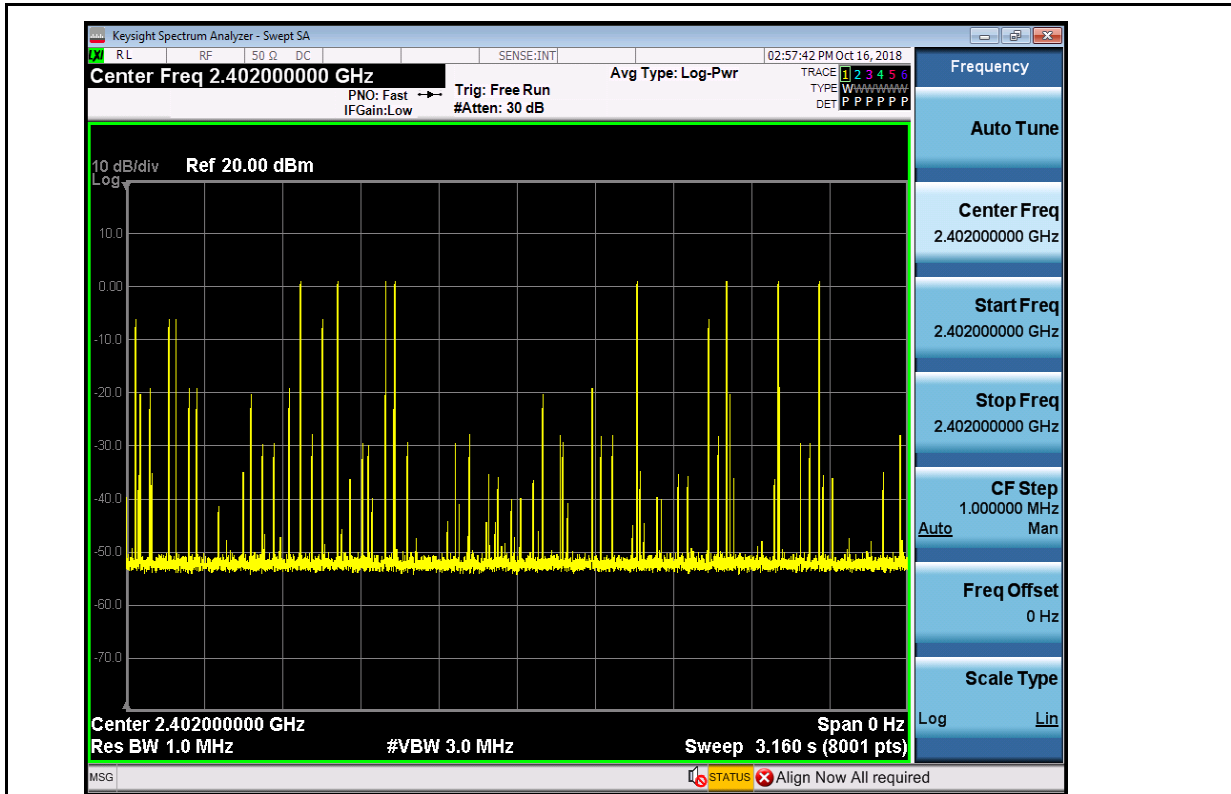 Keysight Spectrum Analyzer - Swept SA
LXI RL RF 50 Ω DC SENSE:INT 02:57:42 PM Oct 16, 2018
Center Freq 2.402000000 GHz
PNO: Fast
IFGain:Low
Trig: Free Run
#Atten: 30 dB
Avg Type: Log-Pwr
TRACE 1 2 3 4 5 6
TYPE WWWWWW
DET P P P P P P
10 dB/div Ref 20.00 dBm
Log
10.0
0.00
-10.0
-20.0
-30.0
-40.0
-50.0
-60.0
-70.0
Center 2.402000000 GHz Span 0 Hz
Res BW 1.0 MHz #VBW 3.0 MHz Sweep 3.160 s (8001 pts)
MSG STATUS Align Now All required
Frequency
Auto Tune
Center Freq
2.402000000 GHz
Start Freq
2.402000000 GHz
Stop Freq
2.402000000 GHz
CF Step
1.000000 MHz
Auto Man
Freq Offset
0 Hz
Scale Type
Log Lin